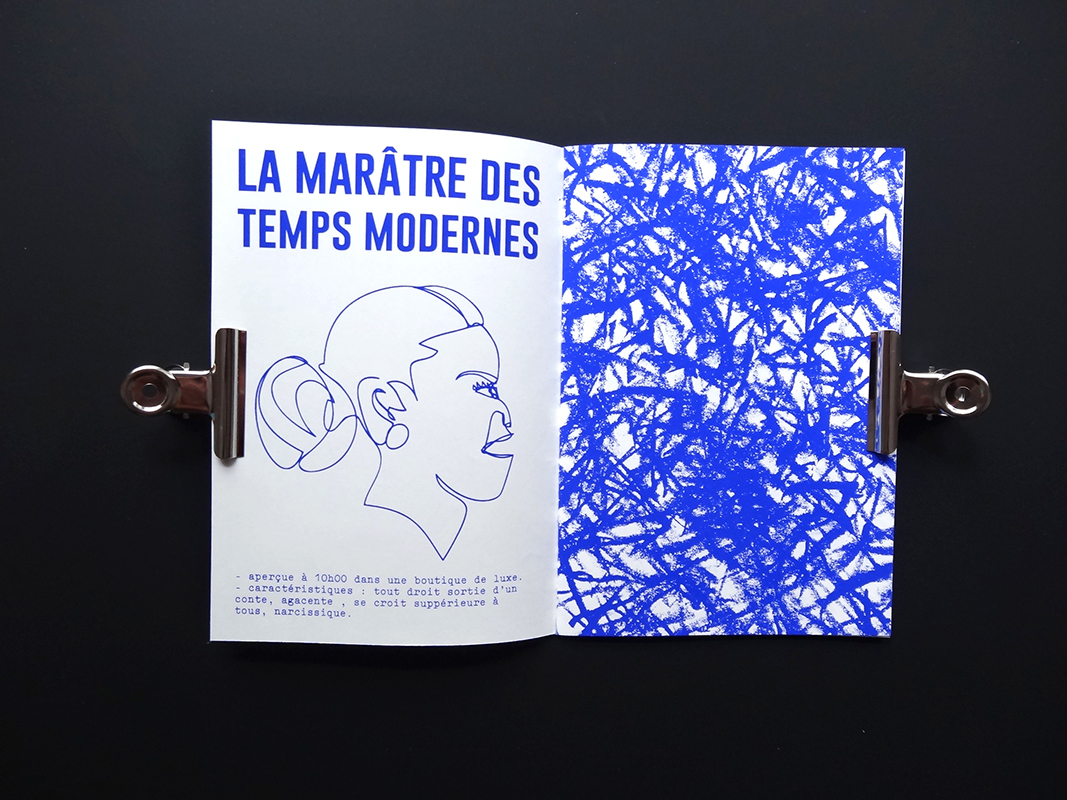 LA MARÂTRE DES
TEMPS MODERNES
- aperçue à 10h00 dans une boutique de luxe.
- caractéristiques : tout droit sortie d'un
conte, agacente , se croit suppérieure à
tous, narcissique.